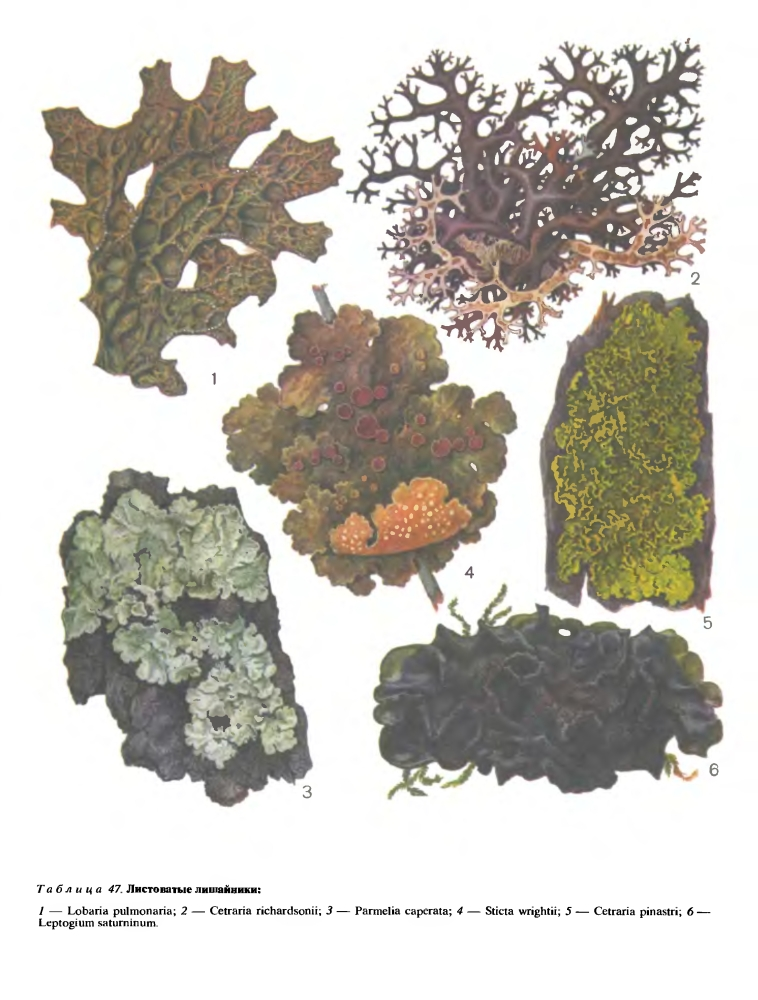 2
1
4
5
3
6
Таблица 47. Листоватые лишайники:
1 — Lobaria pulmonaria; 2 — Cetraria richardsonii; 3 — Parmelia caperata; 4 — Sticta wrightii; 5 — Cetraria pinastri; 6 —
Leptogium saturninum.